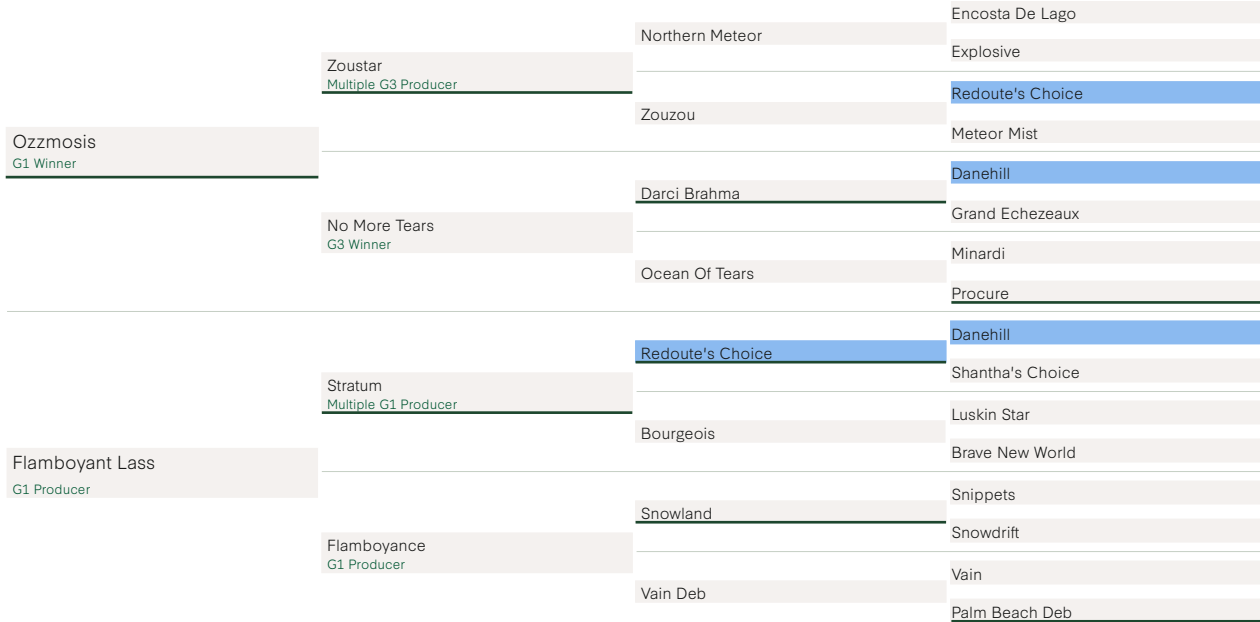 Ozzmosis
G1 Winner
Flamboyant Lass
G1 Producer
Zoustar
Multiple G3 Producer
No More Tears
G3 Winner
Stratum
Multiple G1 Producer
Flamboyance
G1 Producer
Northern Meteor
Zouzou
Darci Brahma
Ocean Of Tears
Redoute's Choice
Bourgeois
Snowland
Vain Deb
Encosta De Lago
Explosive
Redoute's Choice
Meteor Mist
Danehill
Grand Echezeaux
Minardi
Procure
Danehill
Shantha's Choice
Luskin Star
Brave New World
Snippets
Snowdrift
Vain
Palm Beach Deb